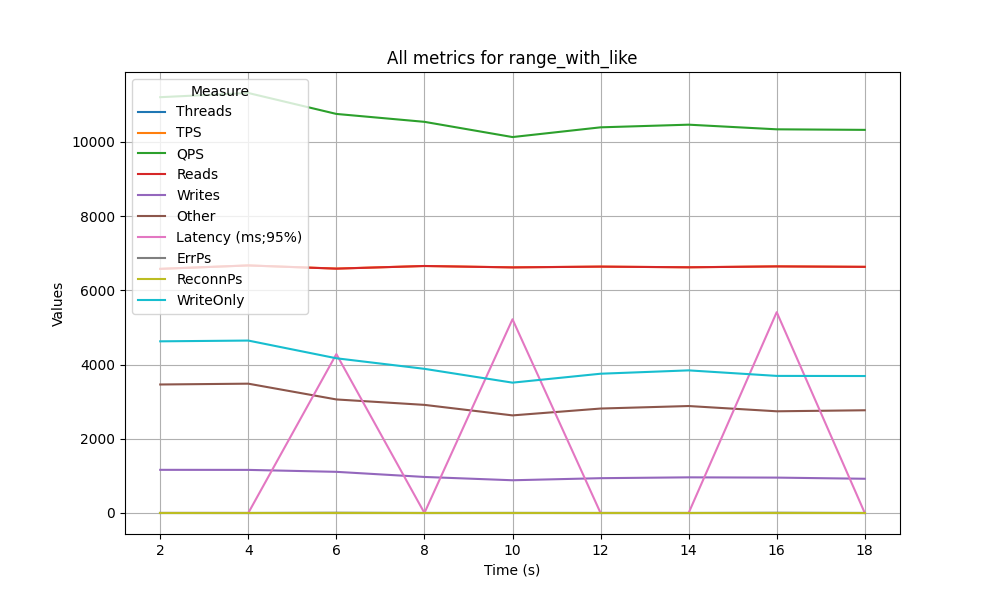 All metrics for range_with_like
Measure
Threads
TPS
QPS
Reads
Writes
Other
Latency (ms;95%)
ErrPs
ReconnPs
WriteOnly
Values
10000
8000
6000
4000
2000
0
2 4 6 8 10 12 14 16 18
Time (s)